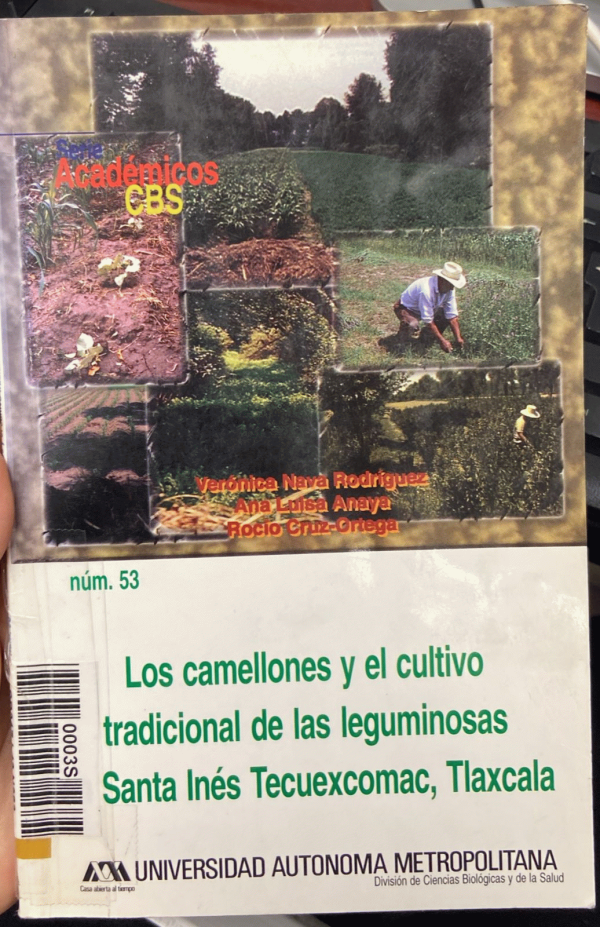 Serie
Académicos
CBS
Verónica Nava Rodríguez
Ana Luisa Anaya
Rocío Cruz-Ortega
núm. 53
Los camellones y el cultivo
tradicional de las leguminosas
Santa Inés Tecuexcomac, Tlaxcala
0003S
Casa abierta al tiempo
UNIVERSIDAD AUTONOMA METROPOLITANA
División de Ciencias Biológicas y de la Salud